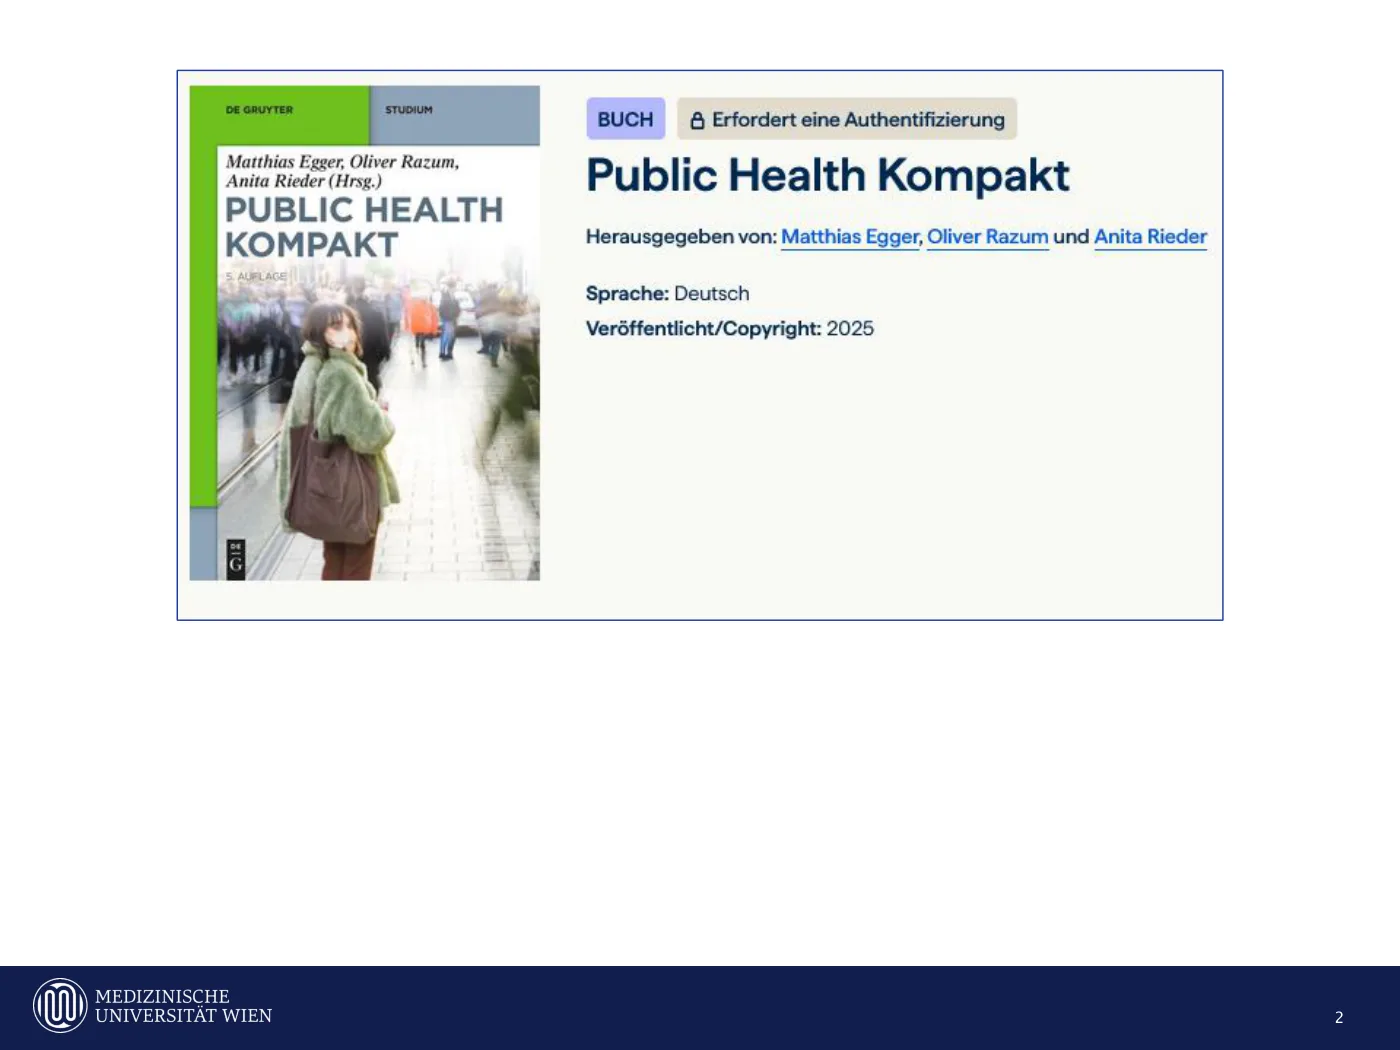 DE GRUYTER
STUDIUM
Matthias Egger, Oliver Razum,
Anita Rieder (Hrsg.)
PUBLIC HEALTH
KOMPAKT
5. AUFLAGE
DE
G
BUCH
Erfordert eine Authentifizierung
Public Health Kompakt
Herausgegeben von: Matthias Egger, Oliver Razum und Anita Rieder
Sprache: Deutsch
Veröffentlicht/Copyright: 2025
MEDIZINISCHE
UNIVERSITÄT WIEN
2